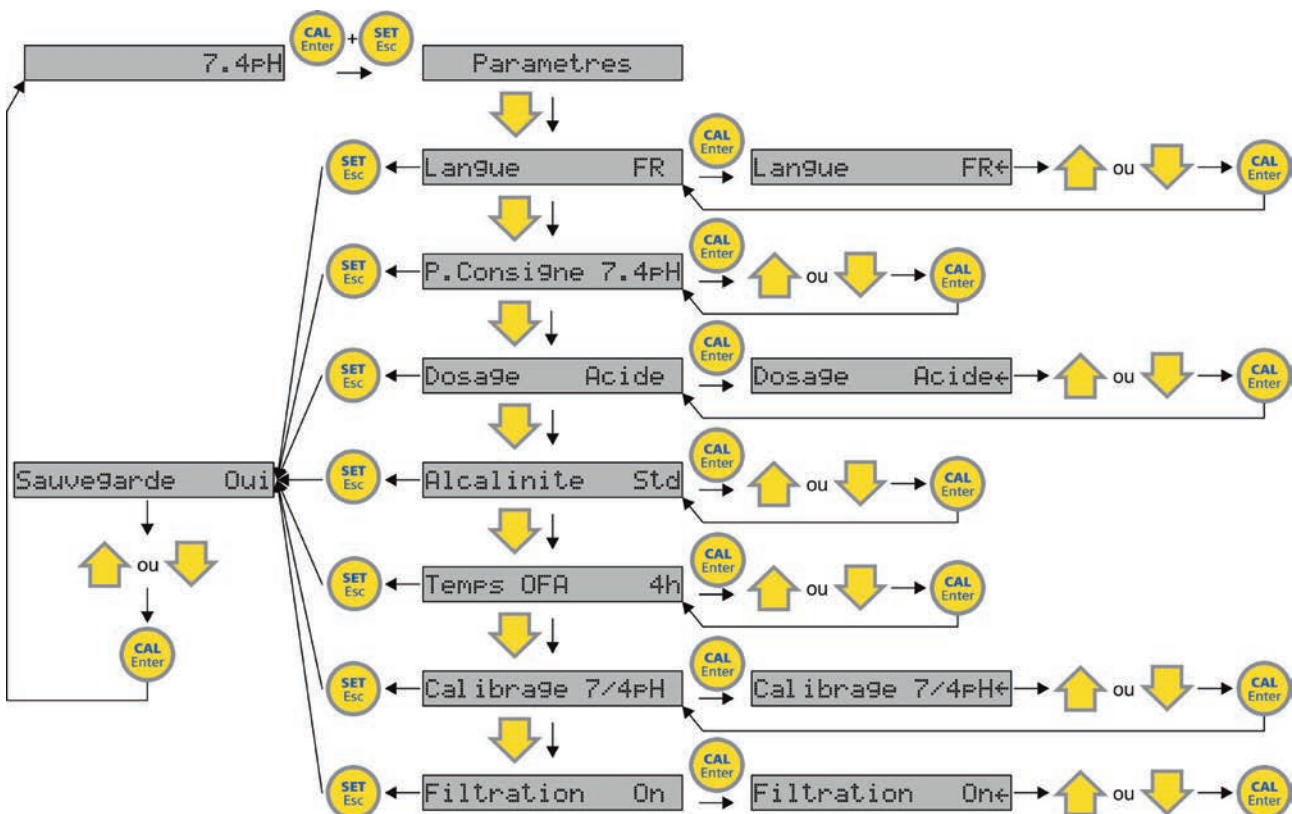 7.4pH CAL Enter + SET Esc Parametres
SET Esc Langue FR CAL Enter Langue FR← ou CAL Enter
SET Esc P.Consigne 7.4pH CAL Enter ou CAL Enter
SET Esc Dosage Acide CAL Enter Dosage Acide← ou CAL Enter
Sauvegarde Oui SET Esc Alcalinite Std CAL Enter ou CAL Enter
ou
SET Esc Temps OFA 4h CAL Enter ou CAL Enter
CAL Enter
SET Esc Calibrage 7/4pH CAL Enter Calibrage 7/4pH← ou CAL Enter
SET Esc Filtration On CAL Enter Filtration On← ou CAL Enter